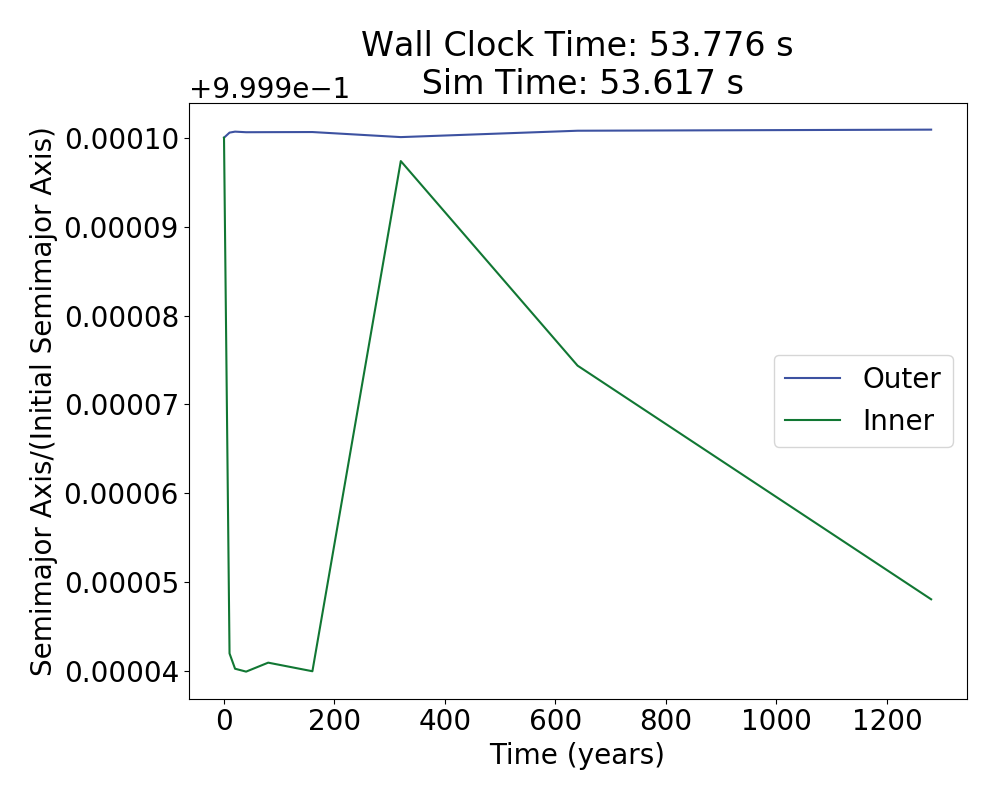 Wall Clock Time: 53.776 s
Sim Time: 53.617 s
+9.999e−1
Semimajor Axis/(Initial Semimajor Axis)
0.00010
0.00009
0.00008
0.00007
0.00006
0.00005
0.00004
Outer
Inner
0 200 400 600 800 1000 1200
Time (years)